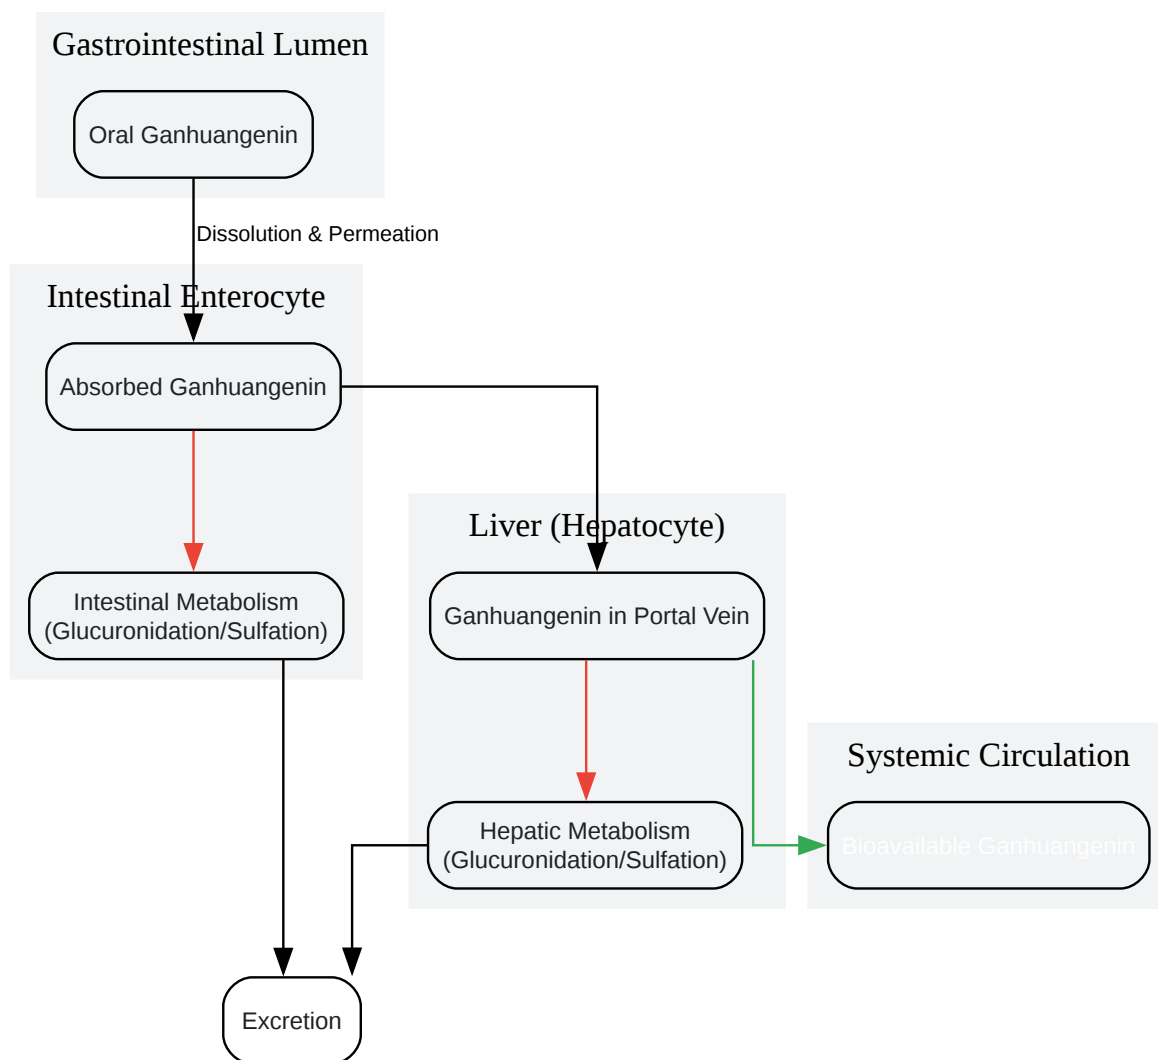 Gastrointestinal Lumen
Oral Ganhuangenin
Dissolution & Permeation
Intestinal Enterocyte
Absorbed Ganhuangenin
Liver (Hepatocyte)
Intestinal Metabolism
(Glucuronidation/Sulfation)
Ganhuangenin in Portal Vein
Systemic Circulation
Hepatic Metabolism
(Glucuronidation/Sulfation)
Bioavailable Ganhuangenin
Excretion